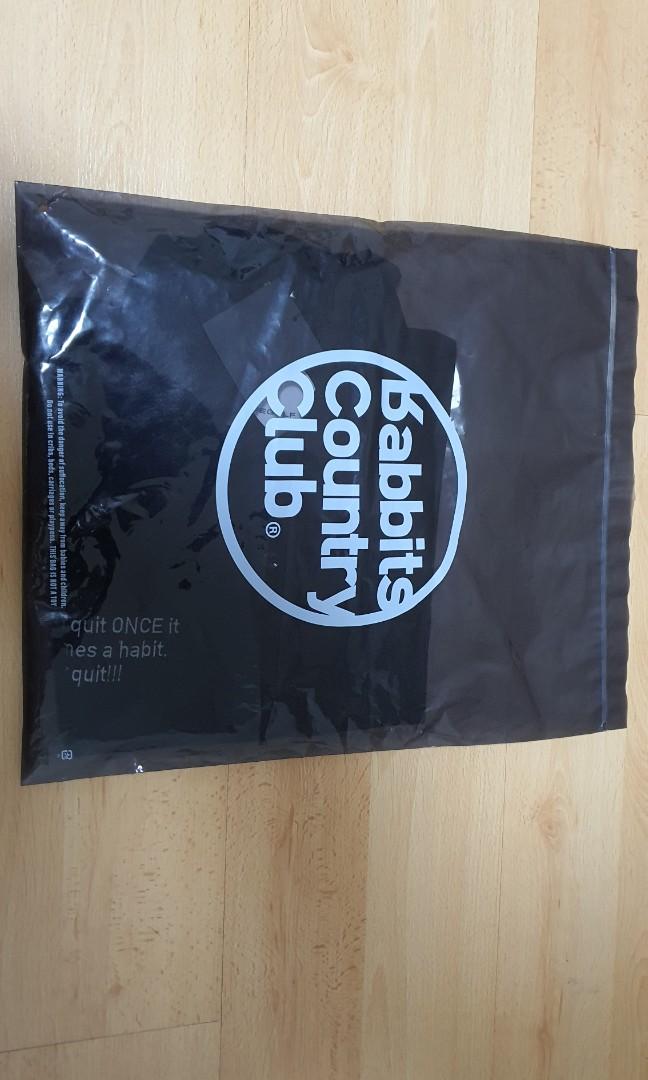 Rabbits
Country
Club®
WARNING: To avoid the danger of suffocation, keep away from babies and children.
Do not use in cribs, beds, carriages or playpens. THIS BAG IS NOT A TOY
quit ONCE it
mes a habit.
quit!!!